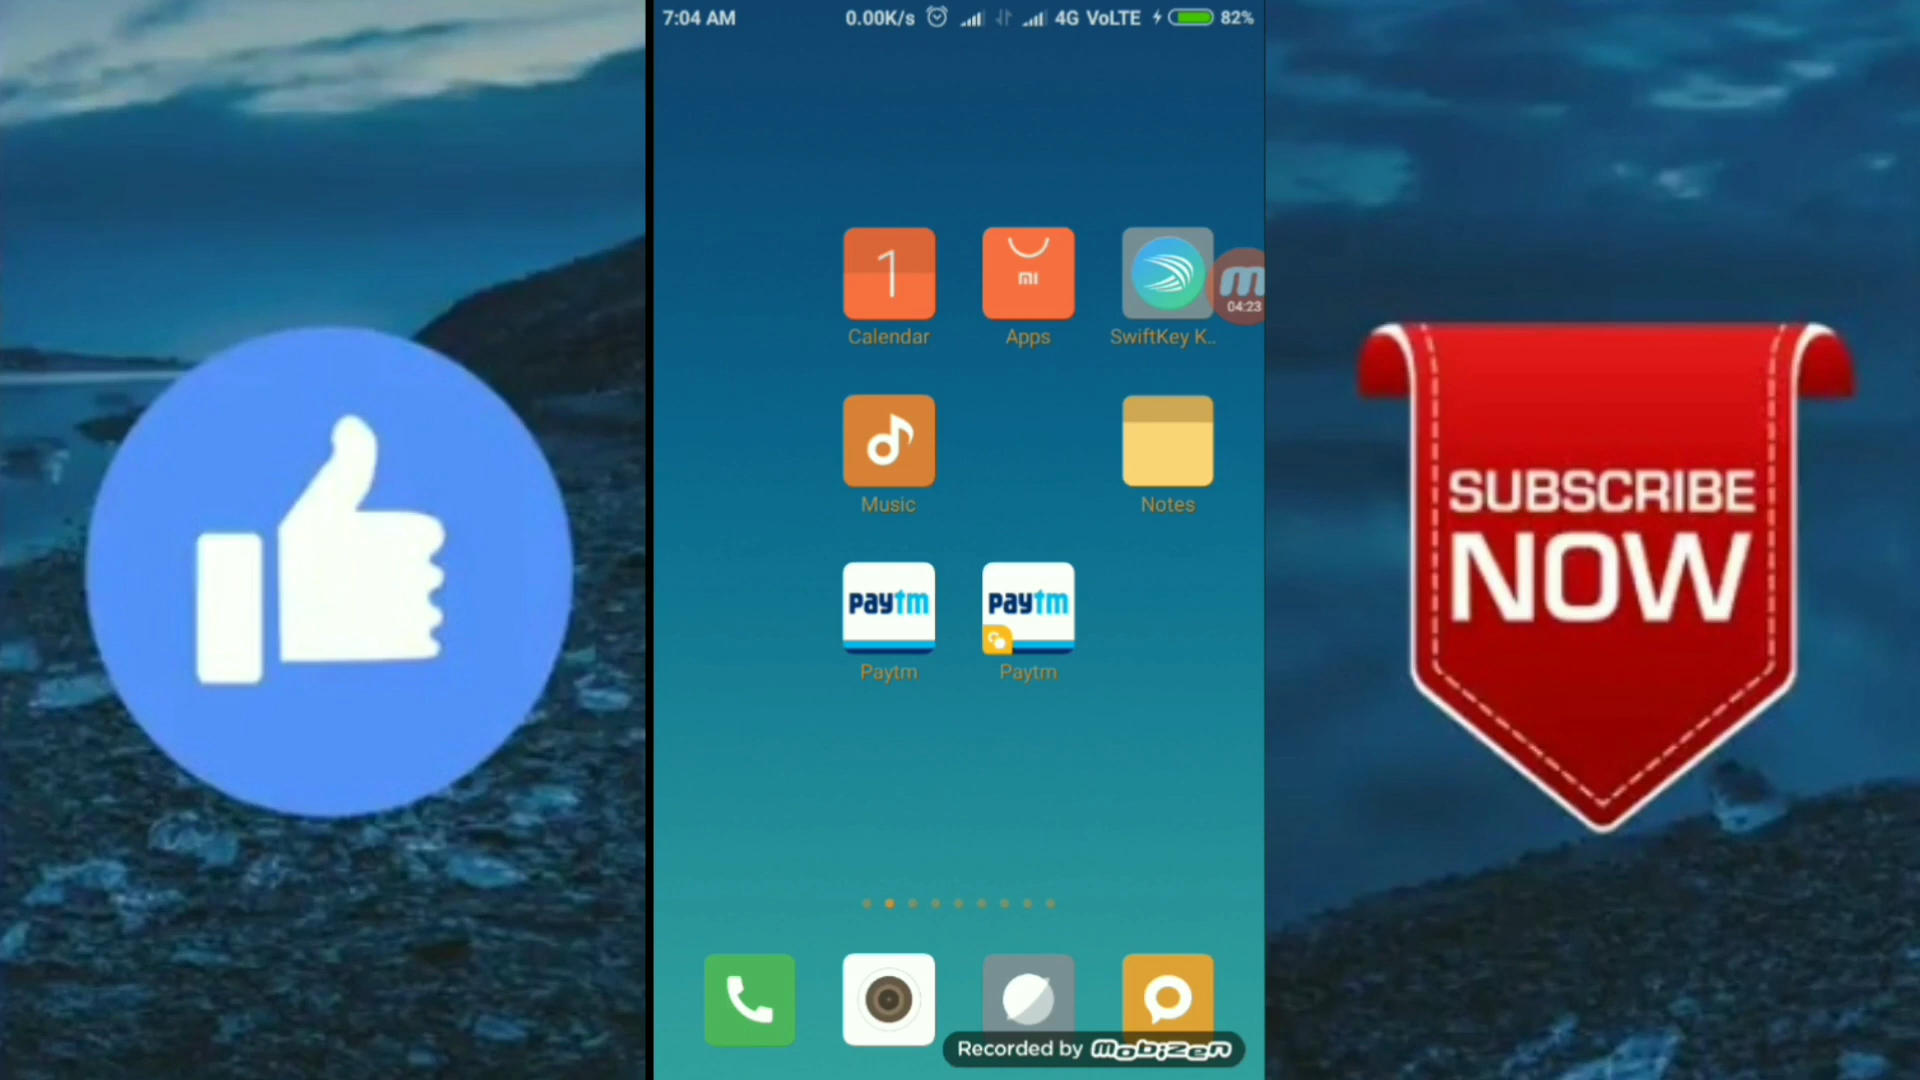 7:04 AM
0.00K/s 4G VoLTE 82%
1
mi
m
04:23
Calendar
Apps
SwiftKey K..
Music
Notes
paytm
paytm
Paytm
Paytm
SUBSCRIBE
NOW
Recorded by mobizen